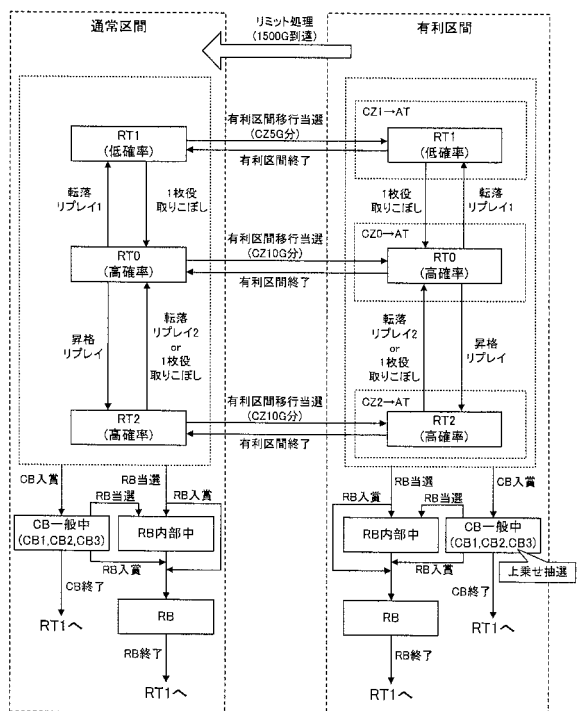 リミット処理
(1500G到達)
通常区間
有利区間
CZ1→AT
RT1
(低確率)
有利区間移行当選
(CZ5G分)
有利区間終了
RT1
(低確率)
転落
リプレイ1
1枚役
取りこぼし
1枚役
取りこぼし
転落
リプレイ1
CZ0→AT
RT0
(高確率)
有利区間移行当選
(CZ10G分)
有利区間終了
RT0
(高確率)
昇格
リプレイ
転落
リプレイ2
or
1枚役
取りこぼし
転落
リプレイ2
or
1枚役
取りこぼし
昇格
リプレイ
CZ2→AT
RT2
(高確率)
有利区間移行当選
(CZ10G分)
有利区間終了
RT2
(高確率)
CB入賞
RB当選
RB当選
RB入賞
CB一般中
(CB1,CB2,CB3)
RB内部中
RB入賞
CB終了
RT1へ
RB
RB終了
RT1へ
RB当選
CB入賞
RB入賞
RB当選
RB内部中
CB一般中
(CB1,CB2,CB3)
RB入賞
上乗せ抽選
CB終了
RT1へ
RB
RB終了
RT1へ